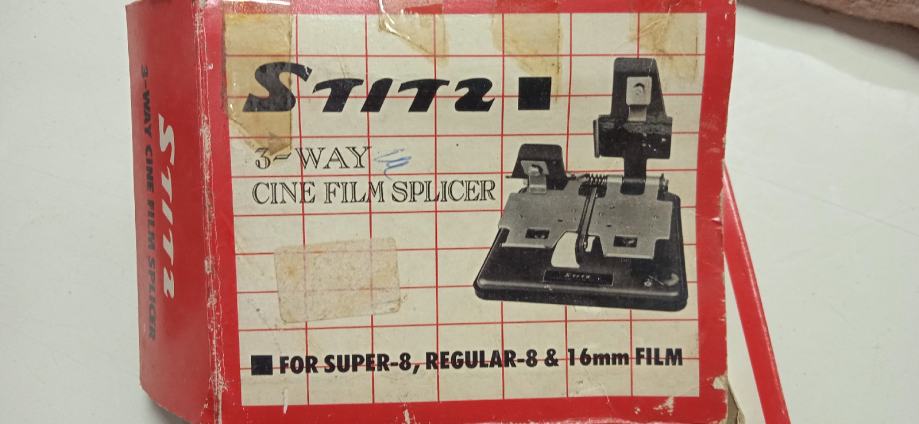 STITZ
3-WAY CINE FILM SPLICER
STITZ
3-WAY
CINE FILM SPLICER
STITZ
FOR SUPER-8, REGULAR-8 & 16mm FILM